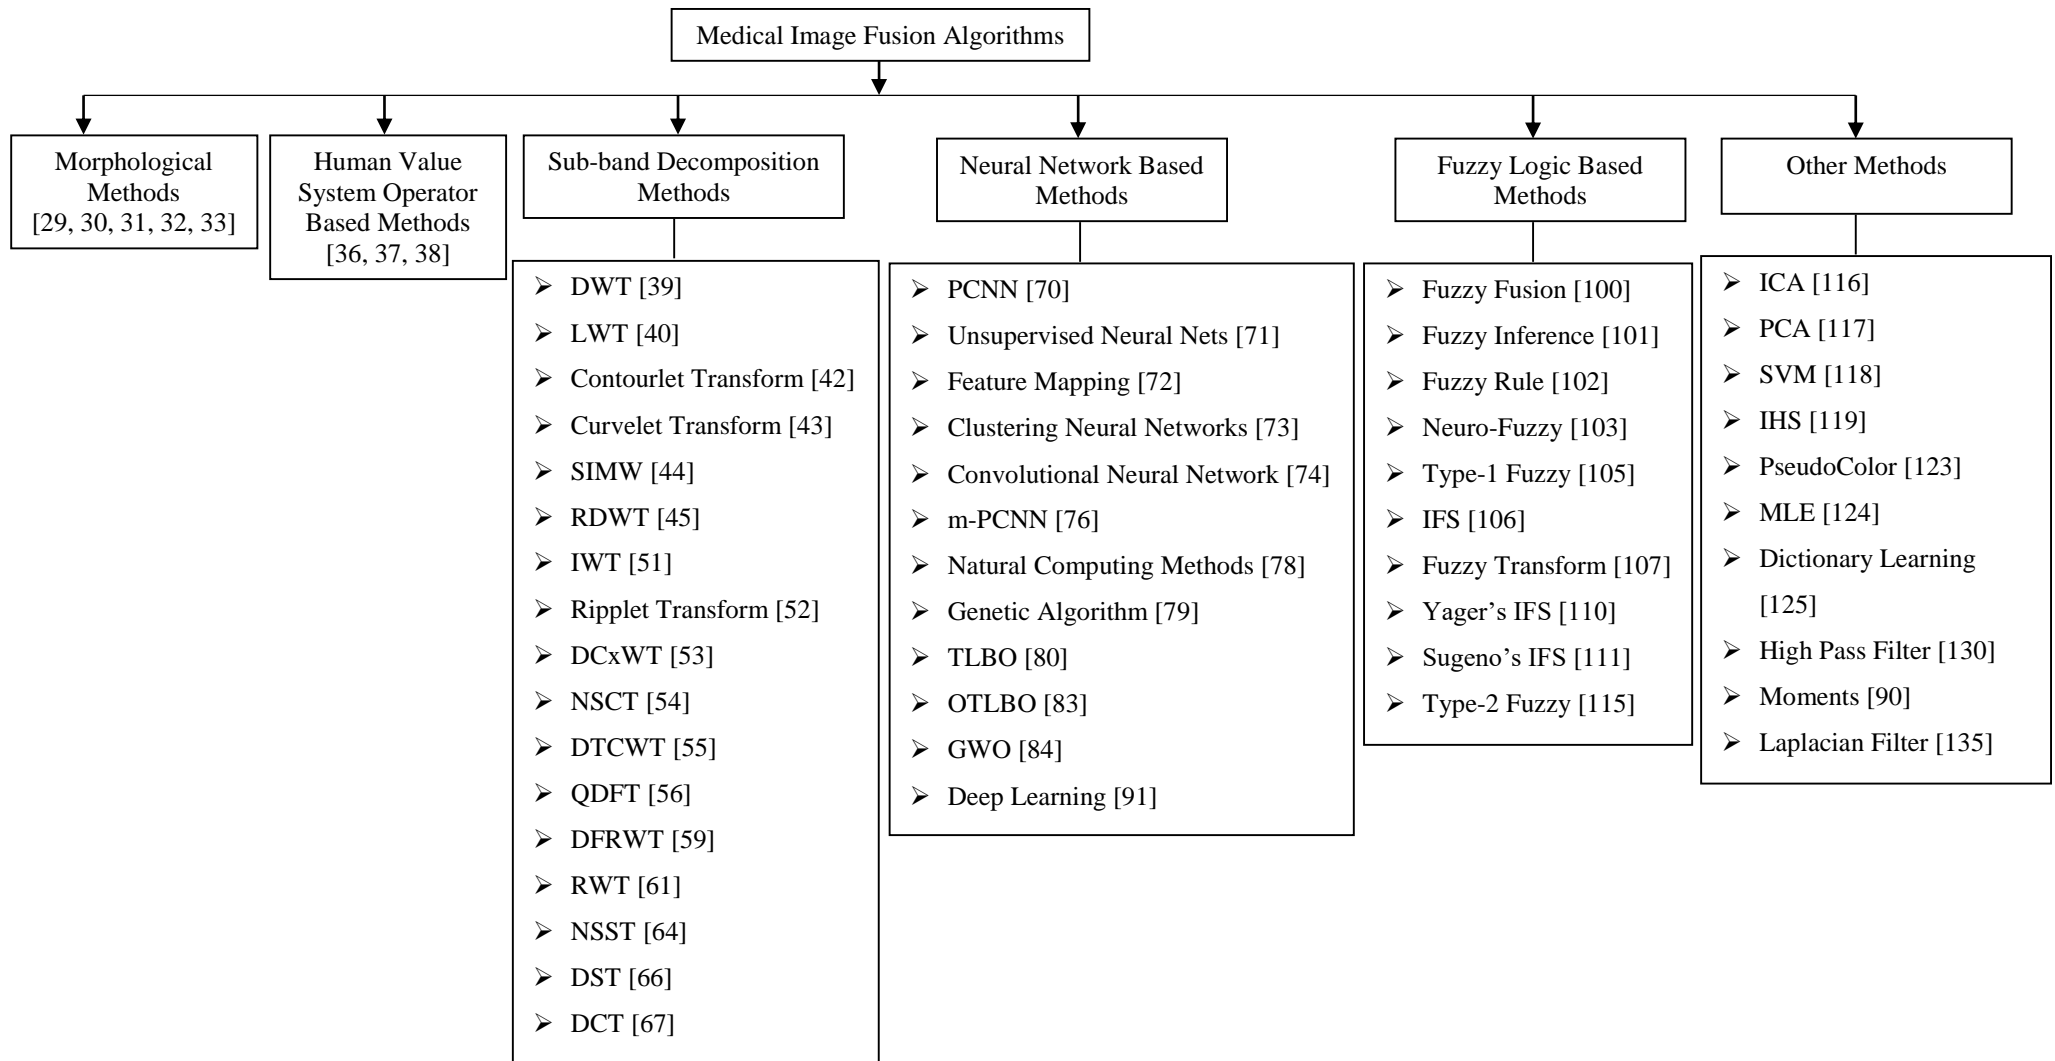 Medical Image Fusion Algorithms
Morphological
Methods
[29, 30, 31, 32, 33]
Human Value
System Operator
Based Methods
[36, 37, 38]
Sub-band Decomposition
Methods
Neural Network Based
Methods
Fuzzy Logic Based
Methods
Other Methods
DWT [39]
LWT [40]
Contourlet Transform [42]
Curvelet Transform [43]
SIMW [44]
RDWT [45]
IWT [51]
Ripplet Transform [52]
DCxWT [53]
NSCT [54]
DTCWT [55]
QDFT [56]
DFRWT [59]
RWT [61]
NSST [64]
DST [66]
DCT [67]
PCNN [70]
Unsupervised Neural Nets [71]
Feature Mapping [72]
Clustering Neural Networks [73]
Convolutional Neural Network [74]
m-PCNN [76]
Natural Computing Methods [78]
Genetic Algorithm [79]
TLBO [80]
OTLBO [83]
GWO [84]
Deep Learning [91]
Fuzzy Fusion [100]
Fuzzy Inference [101]
Fuzzy Rule [102]
Neuro-Fuzzy [103]
Type-1 Fuzzy [105]
IFS [106]
Fuzzy Transform [107]
Yager’s IFS [110]
Sugeno’s IFS [111]
Type-2 Fuzzy [115]
ICA [116]
PCA [117]
SVM [118]
IHS [119]
PseudoColor [123]
MLE [124]
Dictionary Learning
[125]
High Pass Filter [130]
Moments [90]
Laplacian Filter [135]